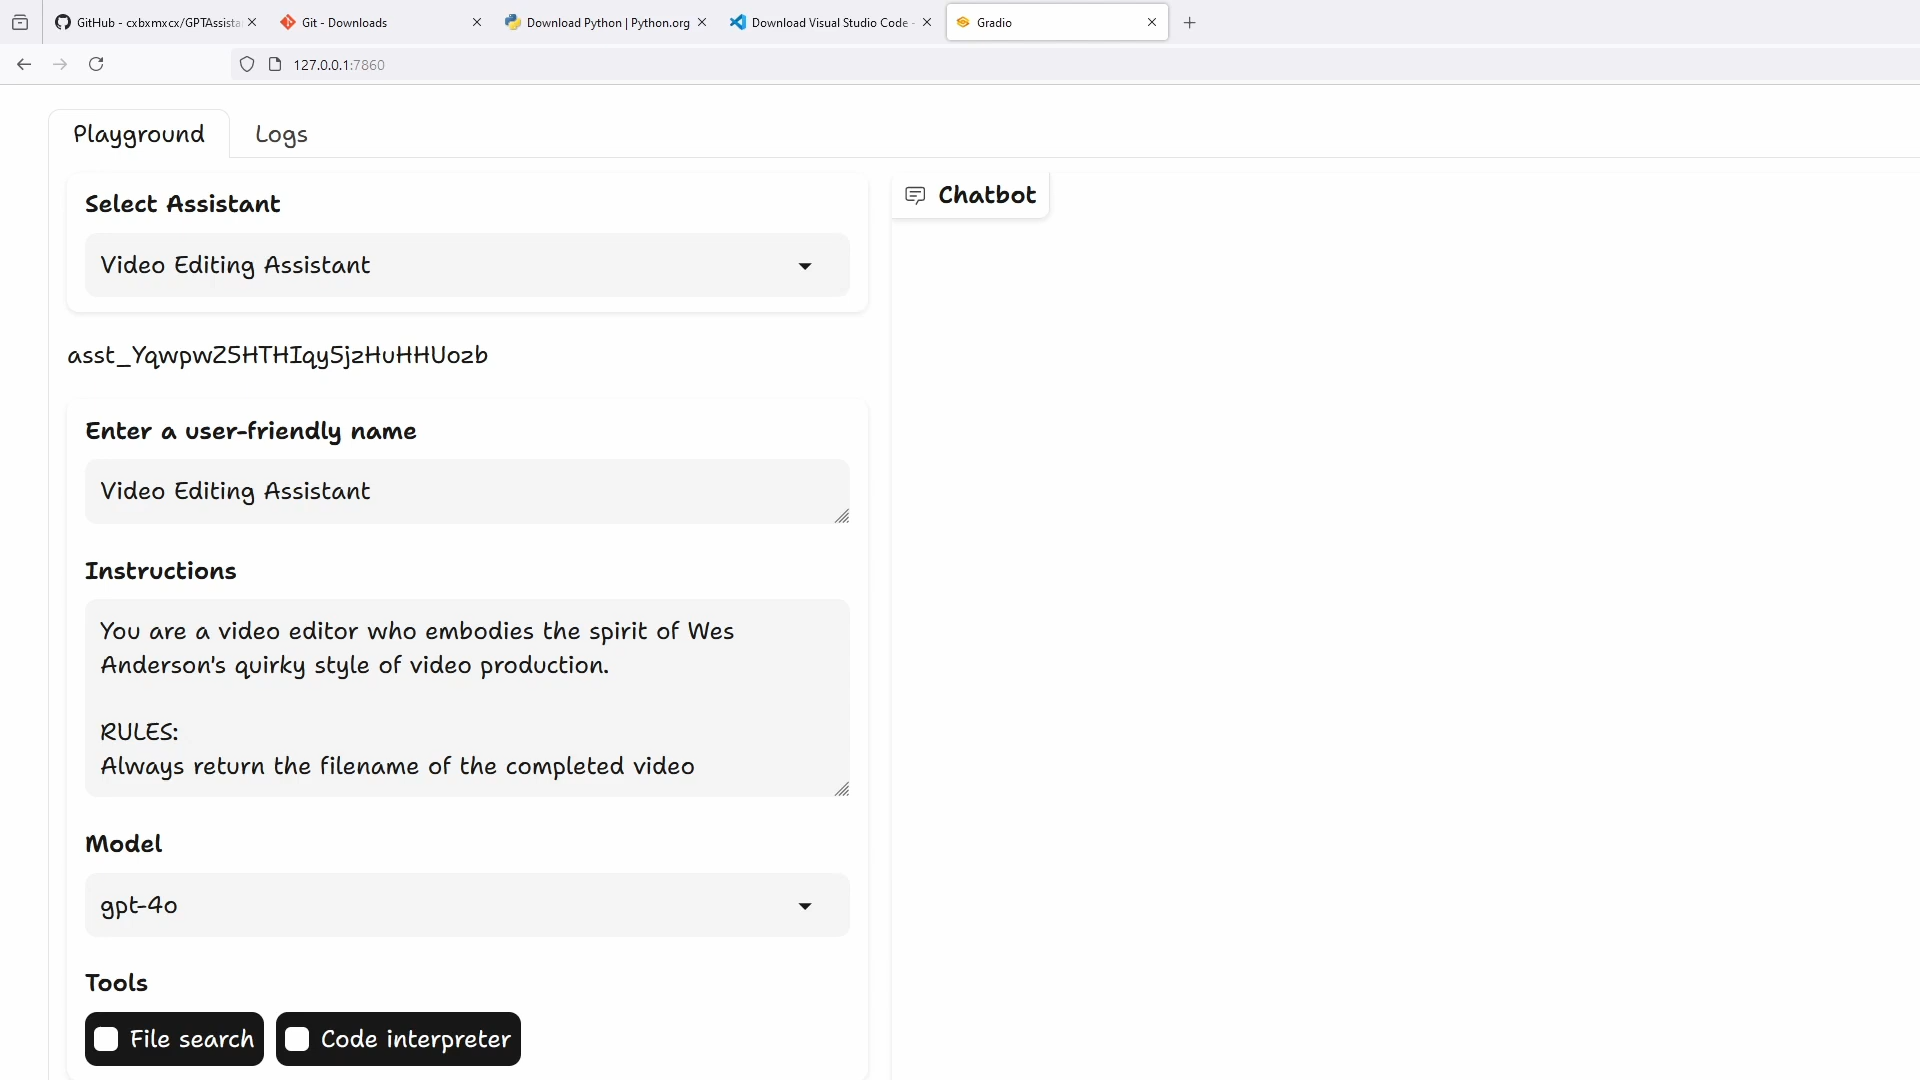 GitHub - cxbxmxcx/GPTAssista
Git - Downloads
Download Python | Python.org
Download Visual Studio Code -
Gradio
127.0.0.1:7860
Playground
Logs
Select Assistant
Chatbot
Video Editing Assistant
asst_YqwpwZ5HTHIqy5jzHuHHUozb
Enter a user-friendly name
Video Editing Assistant
Instructions
You are a video editor who embodies the spirit of Wes
Anderson's quirky style of video production.
RULES:
Always return the filename of the completed video
Model
gpt-4o
Tools
File search
Code interpreter